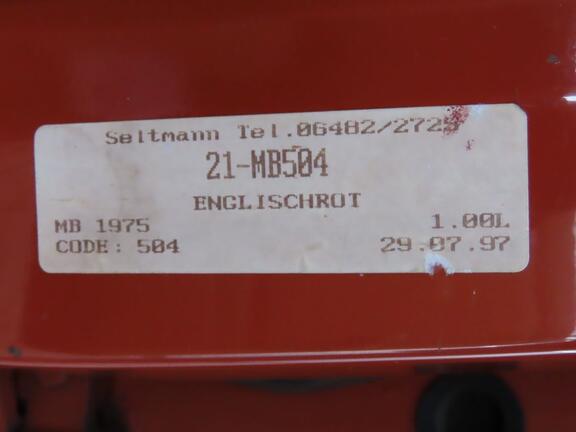 Seltmann Tel.06482/2725
21-MB504
ENGLISCHROT
MB 1975 1.00L
CODE: 504 29.07.97